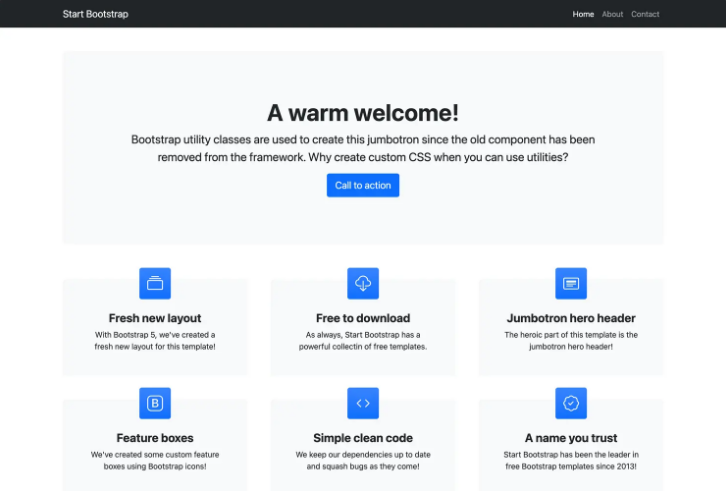 Start Bootstrap
Home About Contact
A warm welcome!
Bootstrap utility classes are used to create this jumbotron since the old component has been
removed from the framework. Why create custom CSS when you can use utilities?
Call to action
Fresh new layout
With Bootstrap 5, we've created a
fresh new layout for this template!
Free to download
As always, Start Bootstrap has a
powerful collectin of free templates.
Jumbotron hero header
The heroic part of this template is the
jumbotron hero header!
B
Feature boxes
We've created some custom feature
boxes using Bootstrap icons!
Simple clean code
We keep our dependencies up to date
and squash bugs as they come!
A name you trust
Start Bootstrap has been the leader in
free Bootstrap templates since 2013!